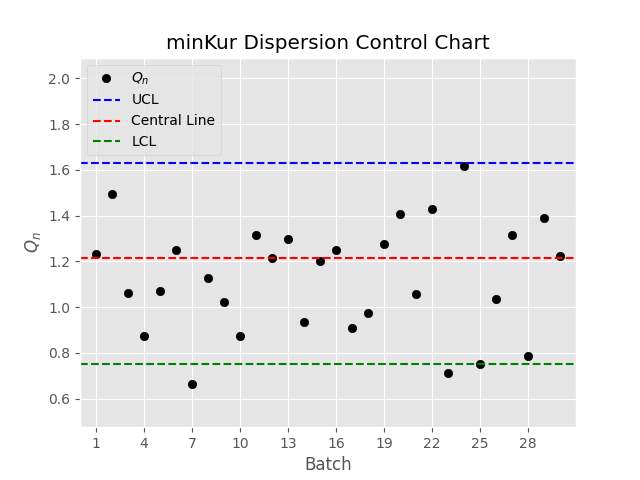 minKur Dispersion Control Chart
Qn
UCL
Central Line
LCL
2.0
1.8
1.6
1.4
1.2
1.0
0.8
0.6
Qn
1 4 7 10 13 16 19 22 25 28
Batch